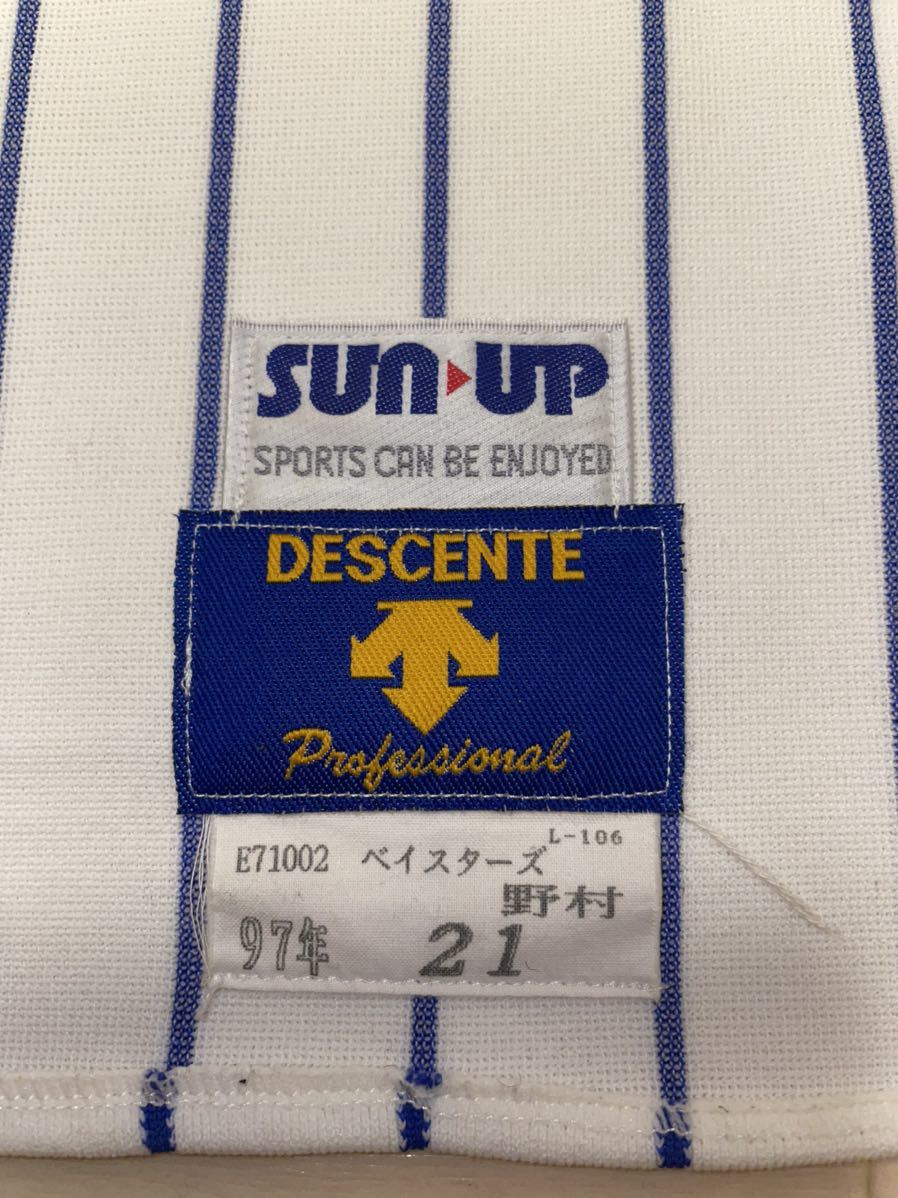 SUN UP
SPORTS CAN BE ENJOYED
DESCENTE
Professional
L-106
E71002 ベイスターズ
野村
97年 21